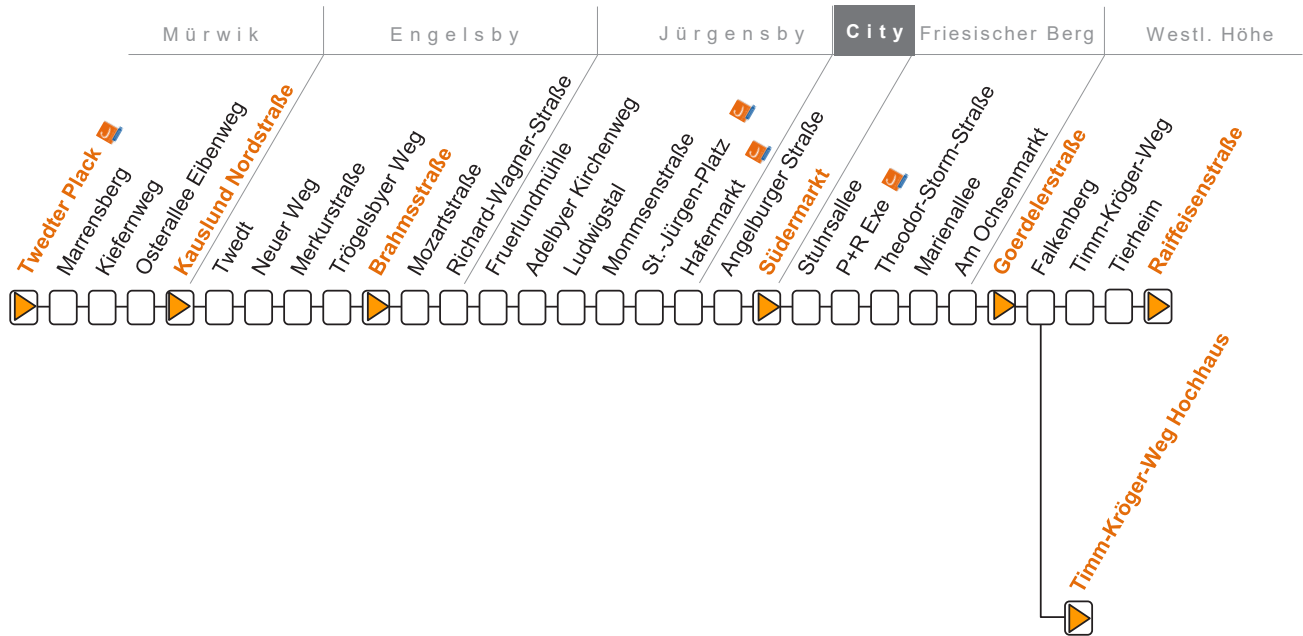 Mürwik
Engelsby
Jürgensby
City
Friesischer Berg
Westl. Höhe
Twedter Plack
Marrensberg
Kiefernweg
Osterallee Eibenweg
Kauslund Nordstraße
Twedt
Neuer Weg
Merkurstraße
Trögelsbyer Weg
Brahmsstraße
Mozartstraße
Richard-Wagner-Straße
Fruerlundmühle
Adelbyer Kirchenweg
Ludwigstal
Mommsenstraße
St.-Jürgen-Platz
Hafermarkt
Angelburger Straße
Südermarkt
Stuhrsallee
P+R Exe
Theodor-Storm-Straße
Marienallee
Am Ochsenmarkt
Goerdelerstraße
Falkenberg
Timm-Kröger-Weg
Tierheim
Raiffeisenstraße
Timm-Kröger-Weg Hochhaus